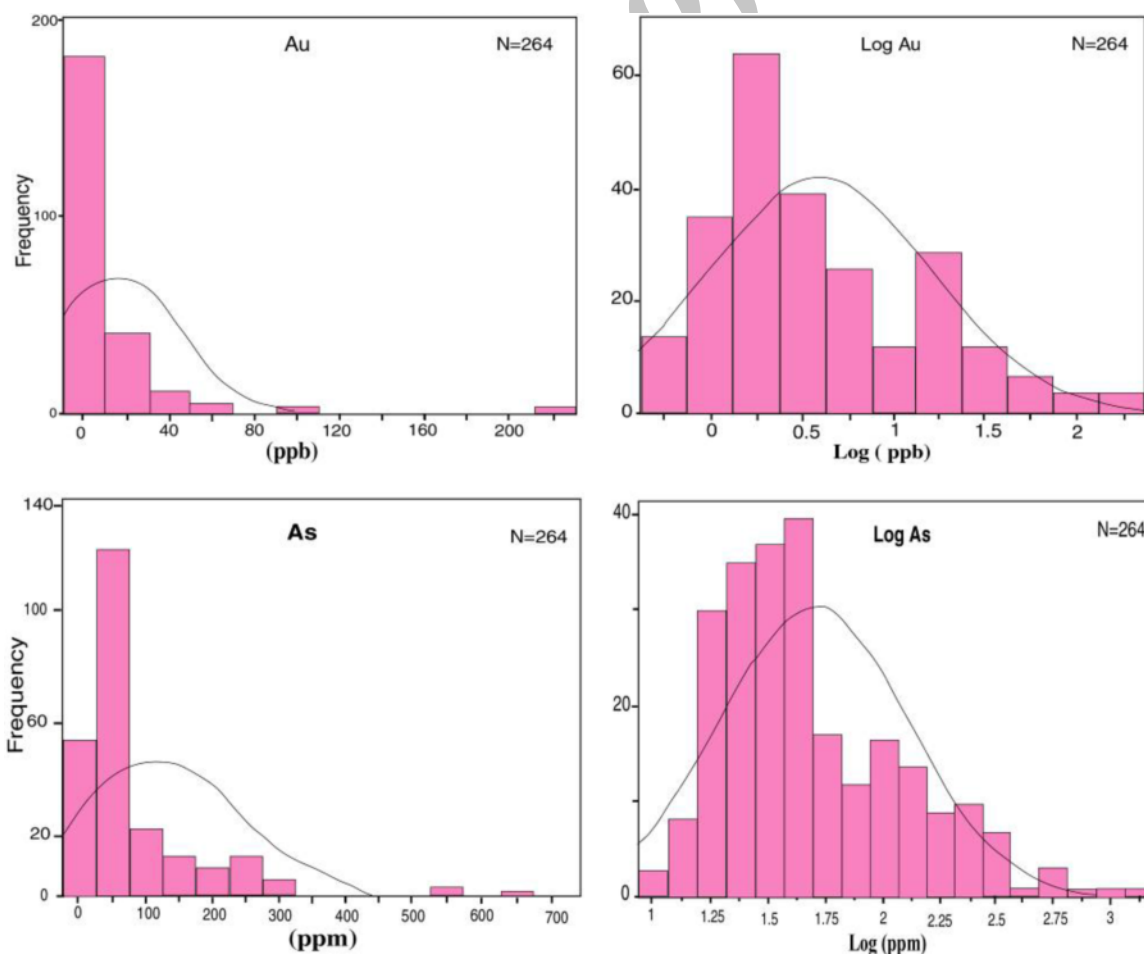 Au N=264
200
100
0
Frequency
0 40 80 120 160 200
(ppb)
Log Au N=264
60
40
20
0
0 0.5 1 1.5 2
Log ( ppb)
As N=264
140
100
60
20
0
Frequency
0 100 200 300 400 500 600 700
(ppm)
Log As N=264
40
20
0
1 1.25 1.5 1.75 2 2.25 2.5 2.75 3
Log (ppm)